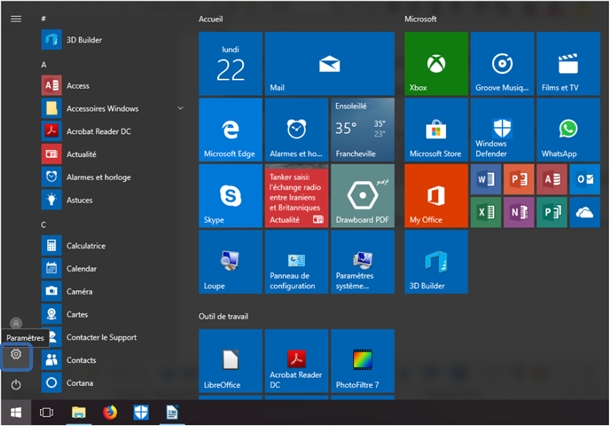 #
3D Builder
A
Access
Accessoires Windows
Acrobat Reader DC
Actualité
Alarmes et horloge
Astuces
C
Calculatrice
Calendar
Caméra
Cartes
Contacter le Support
Contacts
Cortana
Paramètres
Accueil
lundi
22
Mail
Microsoft Edge
Alarmes et ho...
Ensoleillé
35°
35°
23°
Francheville
Skype
Tanker saisi:
l'échange radio
entre Iraniens
et Britanniques
Actualité
pdf
Drawboard PDF
Loupe
Panneau de
configuration
Paramètres
système...
Outil de travail
LibreOffice
Acrobat Reader
DC
PhotoFiltre 7
Microsoft
Xbox
Groove Musiq...
Films et TV
Microsoft Store
Windows
Defender
WhatsApp
My Office
3D Builder